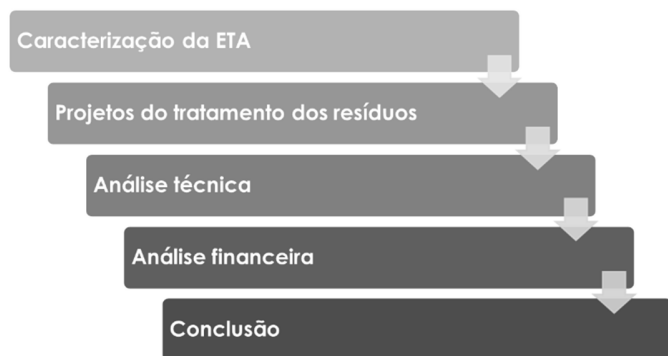 Caracterização da ETA
Projetos do tratamento dos resíduos
Análise técnica
Análise financeira
Conclusão